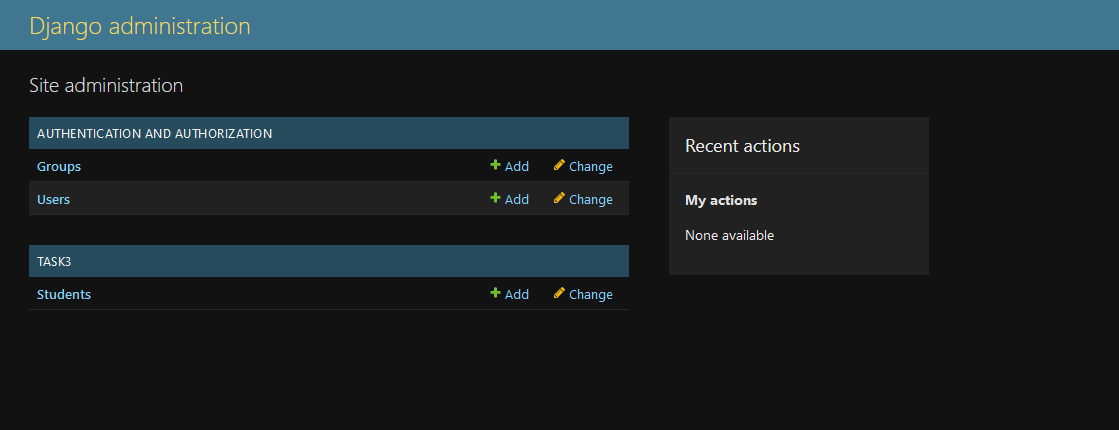 Django administration
Site administration
AUTHENTICATION AND AUTHORIZATION
Groups Add Change
Users Add Change
TASK3
Students Add Change
Recent actions
My actions
None available